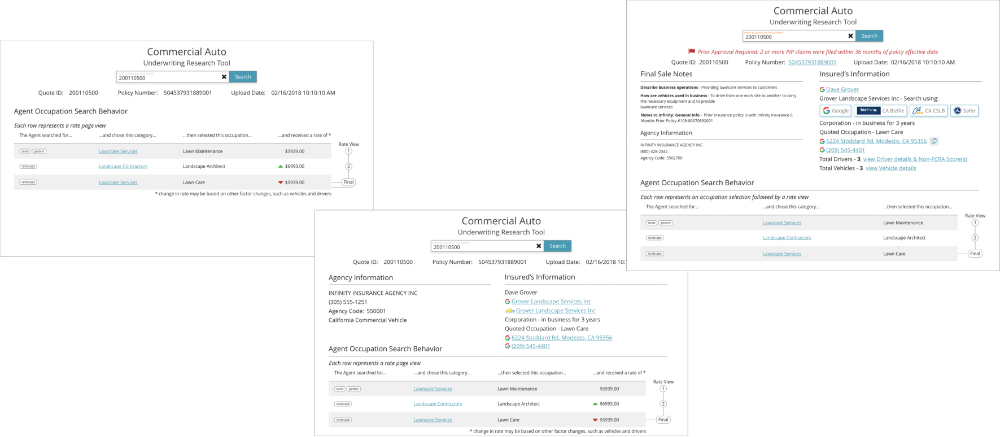 Commercial Auto
Underwriting Research Tool
200110500 ✖ Search
Quote ID: 200110500 Policy Number: 504537931889001 Upload Date: 02/16/2018 10:10:10 AM
Agent Occupation Search Behavior
Each row represents a rate page view
The Agent searched for... ...and chose this category... ...then selected this occupation... ...and received a rate of *
Rate View
Lawncare Services Lawn Maintenance $5939.00 1
landscape Landscape Contractors Landscape Architect $6993.00 2
landscape Lawncare Services Lawn Care $5939.00 Final
* change in rate may be based on other factor changes, such as vehicles and drivers
Commercial Auto
Underwriting Research Tool
200110500 ✖ Search
Quote ID: 200110500 Policy Number: 504537931889001 Upload Date: 02/16/2018 10:
Agency Information
INFINITY INSURANCE AGENCY INC
(305) 555-1251
Agency Code: 550001
California Commercial Vehicle
Insured's Information
Dave Grover
Grover Landscape Services Inc
Grover Landscape Services Inc
Corporation - in business for 3 years
Quoted Occupation - Lawn Care
6224 Stoddard Rd, Modesto, CA 95356
(209) 545-4401
Agent Occupation Search Behavior
Each row represents a rate page view
The Agent searched for... ...and chose this category... ...then selected this occupation... ...and received a rate of *
Rate View
Lawncare Services Lawn Maintenance $5939.00 1
landscape Landscape Contractors Landscape Architect $6993.00 2
landscape Lawncare Services Lawn Care $5939.00 Final
* change in rate may be based on other factor changes, such as vehicles and drivers
Commercial Auto
Underwriting Research Tool
200110500 ✖ Search
Prior Approval Required, 2 or more PIP claims were filed within 36 months of policy effective date
Quote ID: 200110500 Policy Number: 504537931889001 Upload Date: 02/16/2018 10:10:10 AM
Final Sale Notes
Describe business operations - Providing lawncare services to customers
How are vehicles used in business - To drive from one work site to another to carry
the necessary equipment and to provide
lawncare services
Notes to Infinity: General Info - Prior insurance policy is with Infinity Insurance (
Months Prior Policy
Agency Information
INFINITY INSURANCE AGENCY INC
(800) 423-2342
Agency Code: 5502700
Insured's Information
Dave Grover
Grover Landscape Services Inc - Search using:
Google CA Bizfile CA CSLB Safer
Corporation - in business for 3 years
Quoted Occupation - Lawn Care
6224 Stoddard Rd, Modesto, CA 95356
(209) 545-4401
Total Drivers - 3 view Driver details & Non-FCRA Score(s)
Total Vehicles - 3 view Vehicle details
Agent Occupation Search Behavior
Each row represents an occupation selection followed by a rate view
The Agent searched for... ...and chose this category... ...then selected this occupation...
Rate View
Lawncare Services Lawn Maintenance 1
landscape Landscape Contractors Landscape Architect 2
landscape Lawncare Services Lawn Care Final